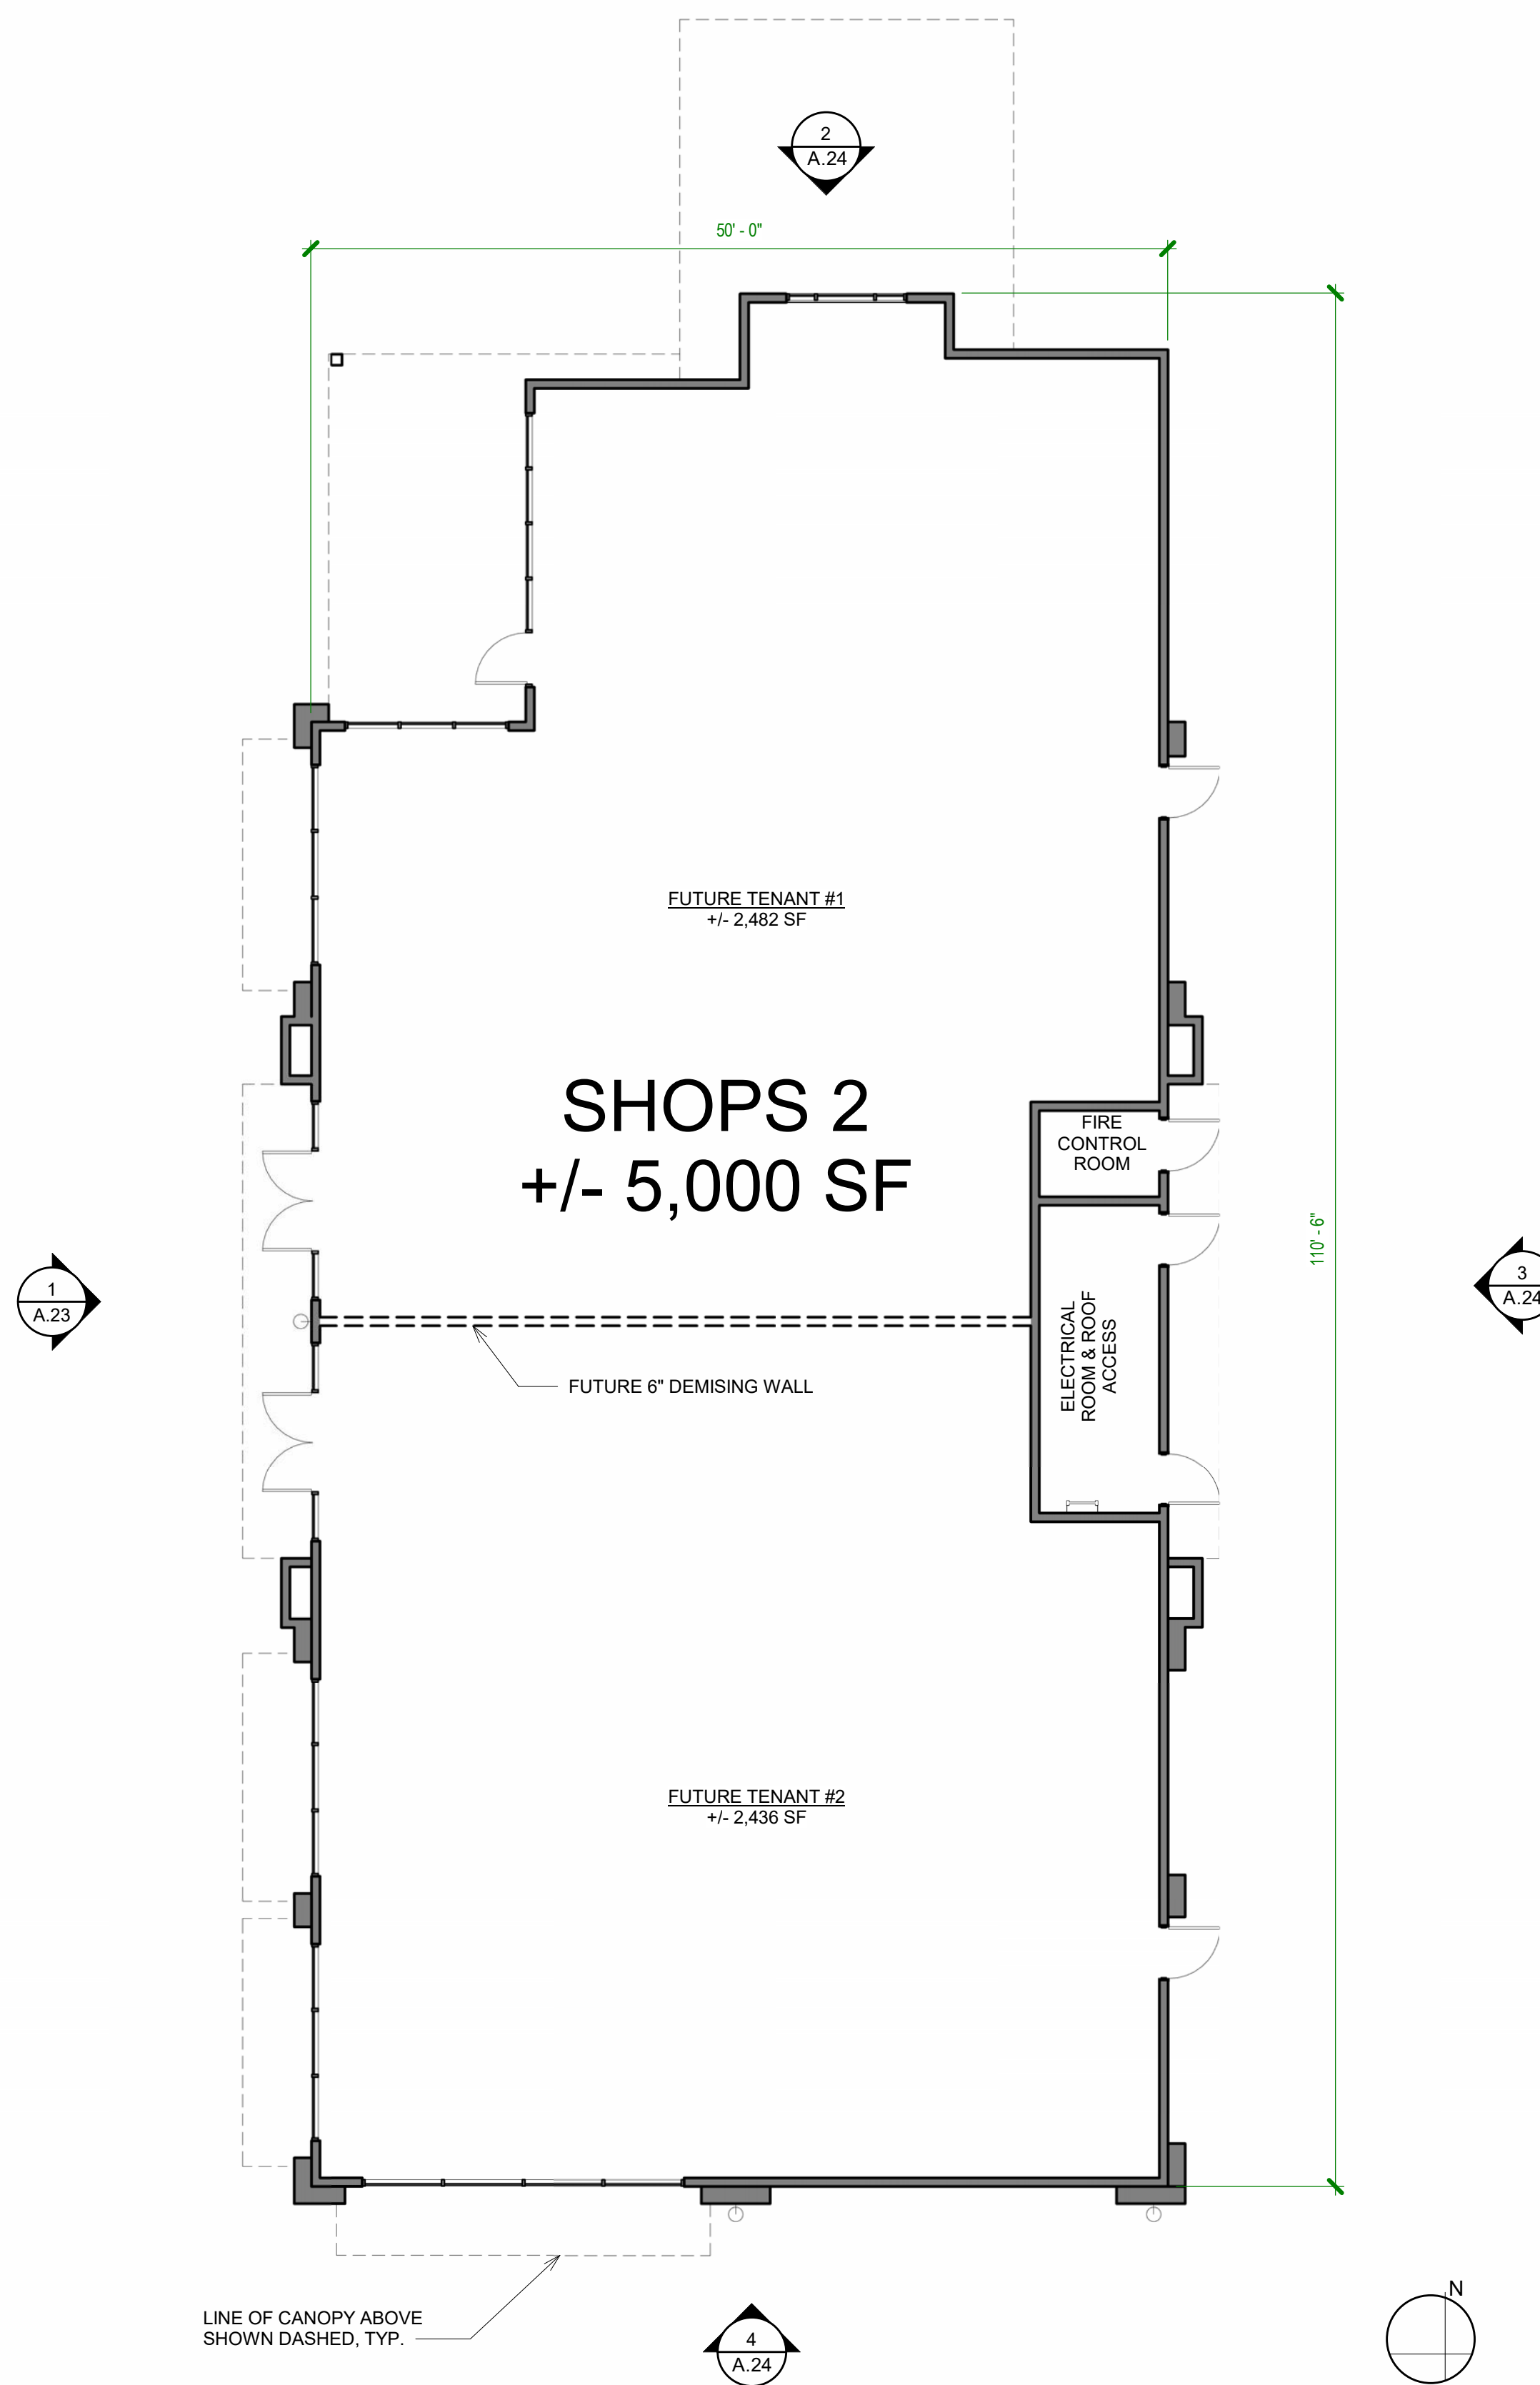 2
A.24
50' - 0"
FUTURE TENANT #1
+/- 2,482 SF
SHOPS 2
+/- 5,000 SF
FIRE
CONTROL
ROOM
110' - 6"
1
A.23
3
A.24
ELECTRICAL
ROOM & ROOF
ACCESS
FUTURE 6" DEMISING WALL
FUTURE TENANT #2
+/- 2,436 SF
N
LINE OF CANOPY ABOVE
SHOWN DASHED, TYP.
4
A.24